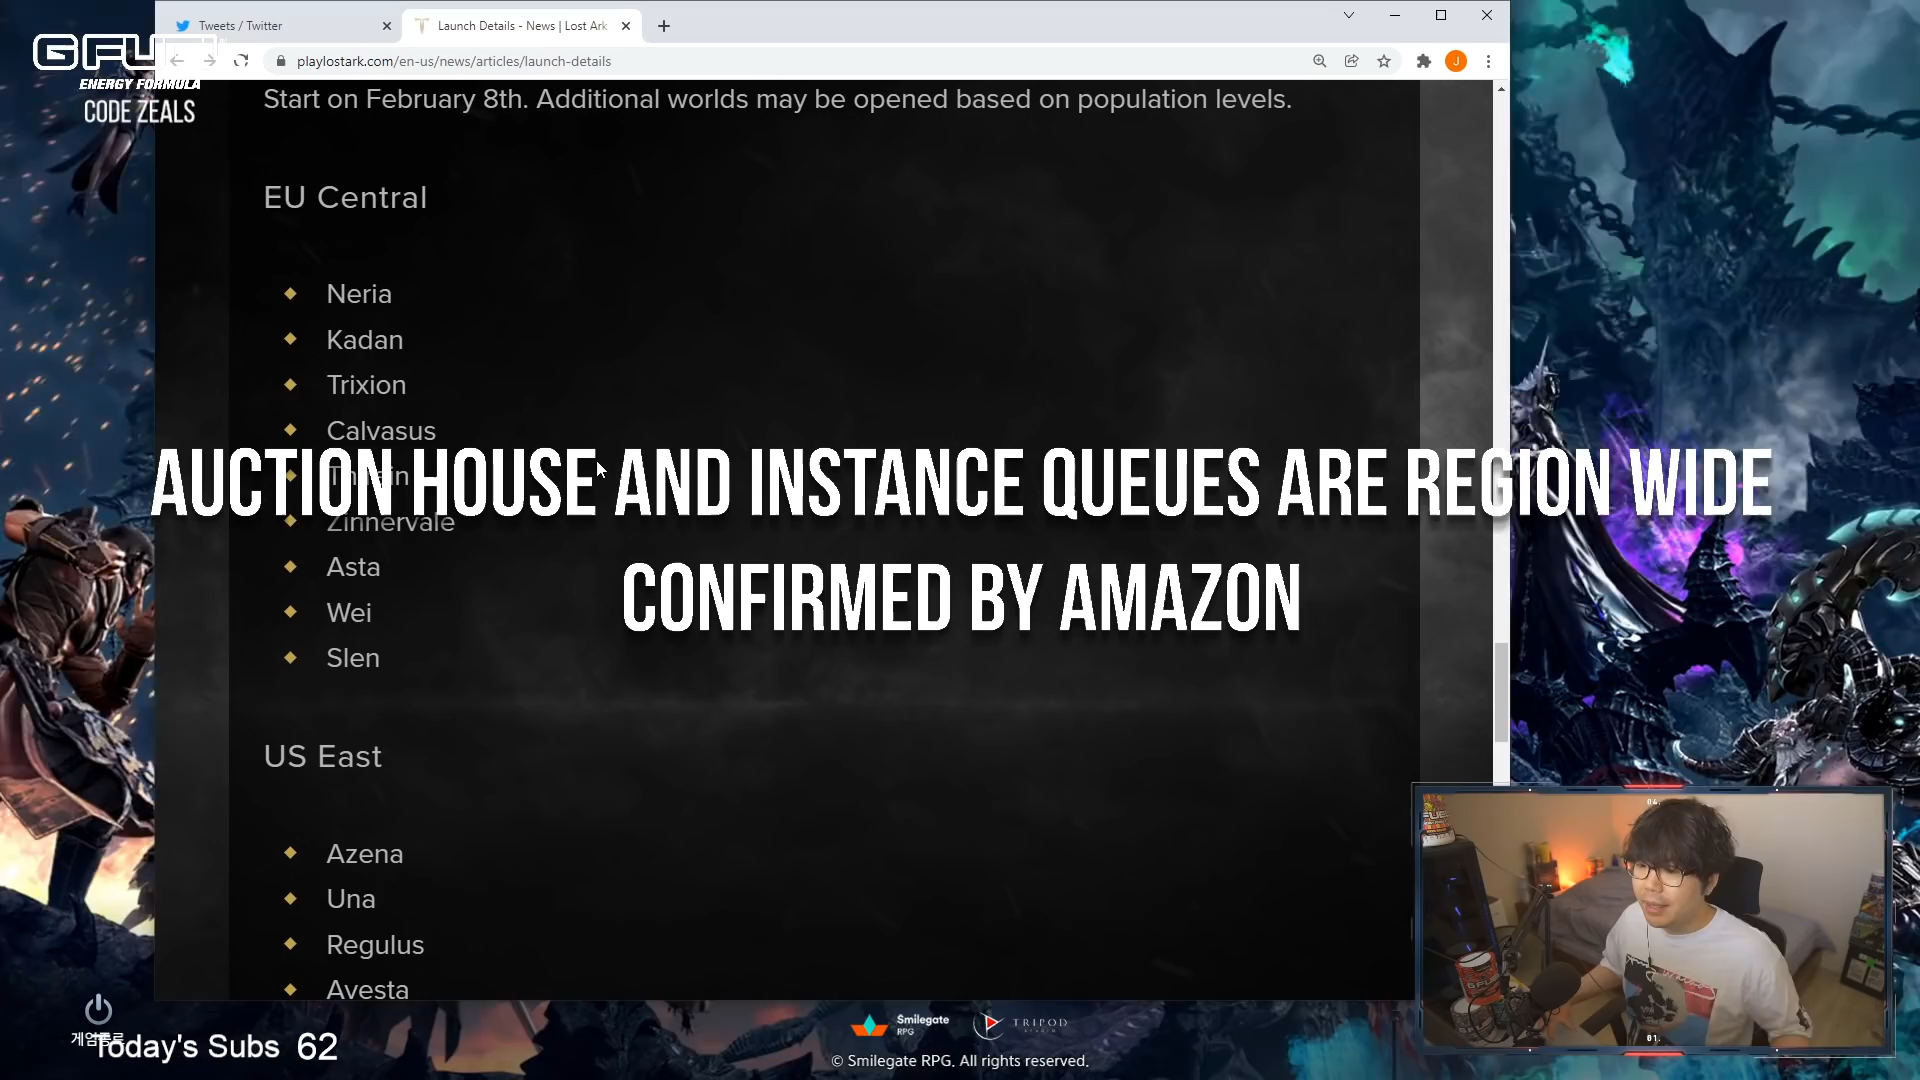 Tweets / Twitter
Launch Details - News | Lost Ark
playlostark.com/en-us/news/articles/launch-details
J
ENERGY FORMULA
CODE ZEALS
Start on February 8th. Additional worlds may be opened based on population levels.
EU Central
Neria
Kadan
Trixion
Calvasus
AUCTION HOUSE AND INSTANCE QUEUES ARE REGION WIDE
Zinnervale
CONFIRMED BY AMAZON
Asta
Wei
Slen
US East
Azena
Una
Regulus
Avesta
04.
01.
Today's Subs 62
Smilegate
RPG
TRIPOD
© Smilegate RPG. All rights reserved.